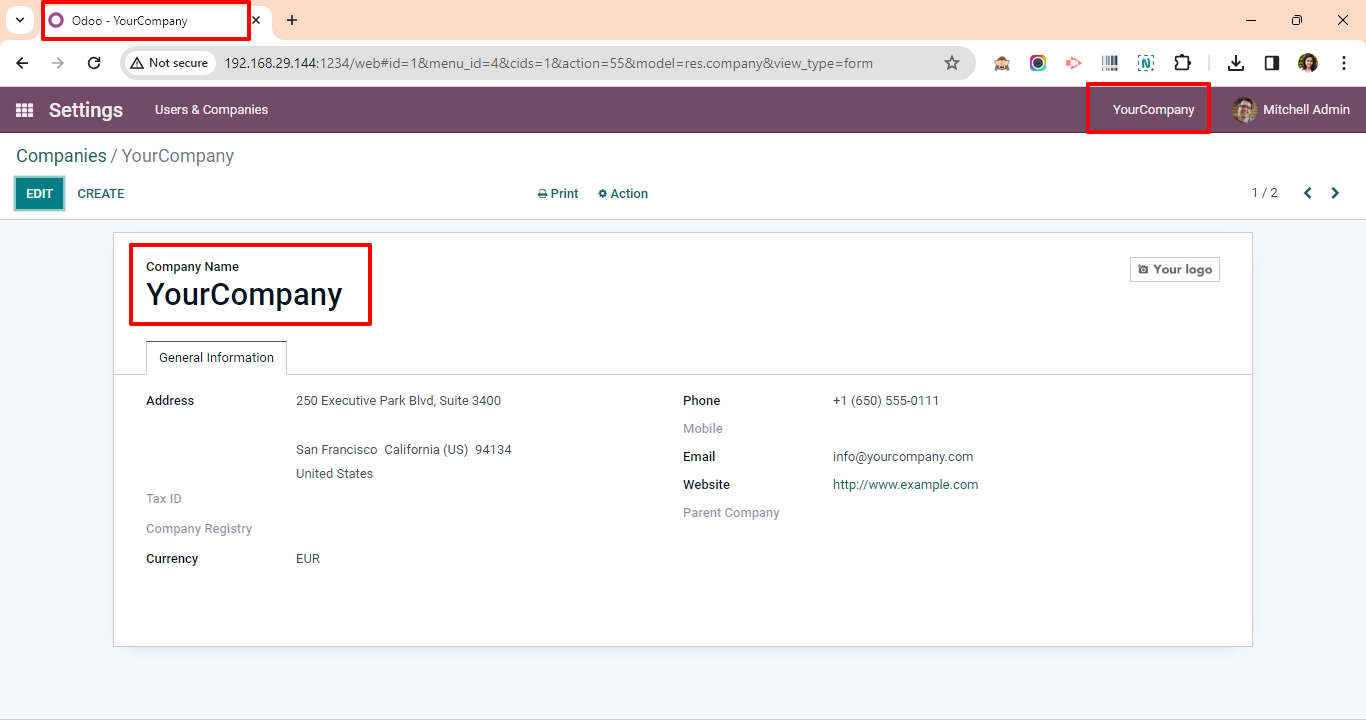 Odoo - YourCompany
Not secure
192.168.29.144:1234/web#id=1&menu_id=4&cids=1&action=55&model=res.company&view_type=form
Settings
Users & Companies
YourCompany
Mitchell Admin
Companies / YourCompany
EDIT
CREATE
Print
Action
1 / 2
Company Name
YourCompany
Your logo
General Information
Address
250 Executive Park Blvd, Suite 3400
San Francisco California (US) 94134
United States
Tax ID
Company Registry
Currency
EUR
Phone
+1 (650) 555-0111
Mobile
Email
info@yourcompany.com
Website
http://www.example.com
Parent Company